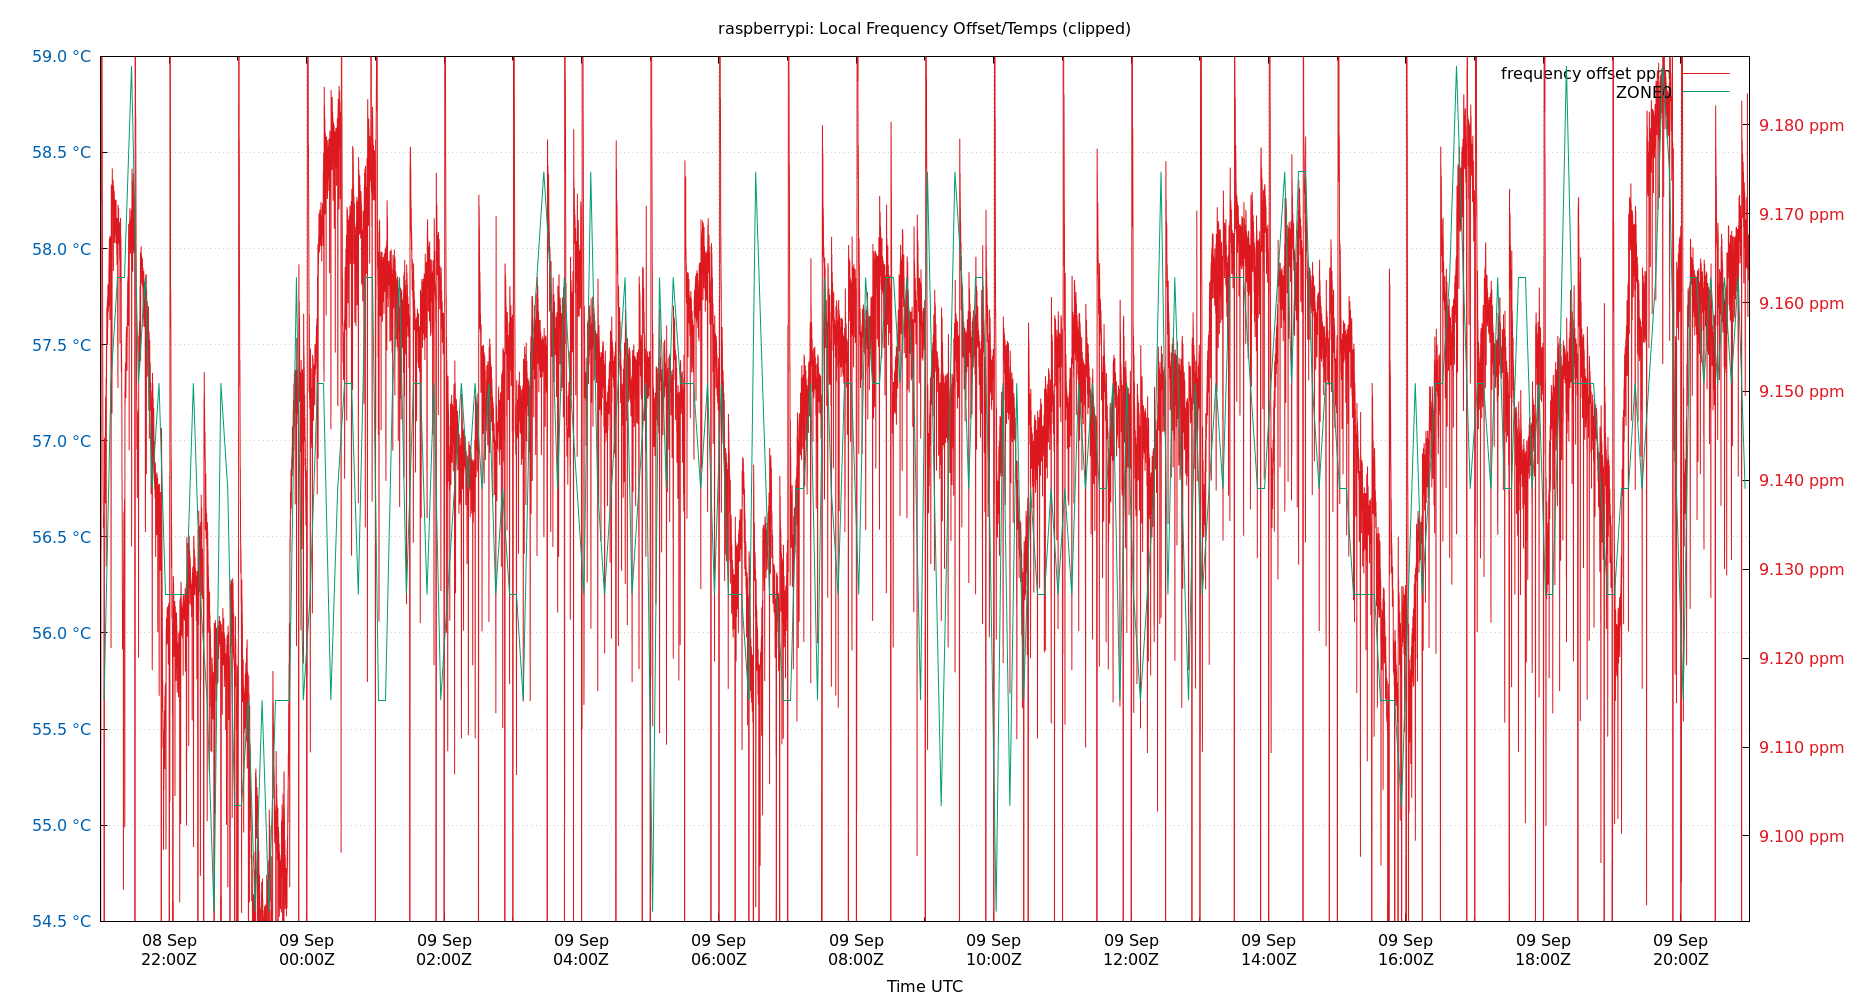 raspberrypi: Local Frequency Offset/Temps (clipped)
frequency offset ppm
ZONE0
59.0 °C
58.5 °C
58.0 °C
57.5 °C
57.0 °C
56.5 °C
56.0 °C
55.5 °C
55.0 °C
54.5 °C
9.180 ppm
9.170 ppm
9.160 ppm
9.150 ppm
9.140 ppm
9.130 ppm
9.120 ppm
9.110 ppm
9.100 ppm
08 Sep
22:00Z
09 Sep
00:00Z
09 Sep
02:00Z
09 Sep
04:00Z
09 Sep
06:00Z
09 Sep
08:00Z
09 Sep
10:00Z
09 Sep
12:00Z
09 Sep
14:00Z
09 Sep
16:00Z
09 Sep
18:00Z
09 Sep
20:00Z
Time UTC